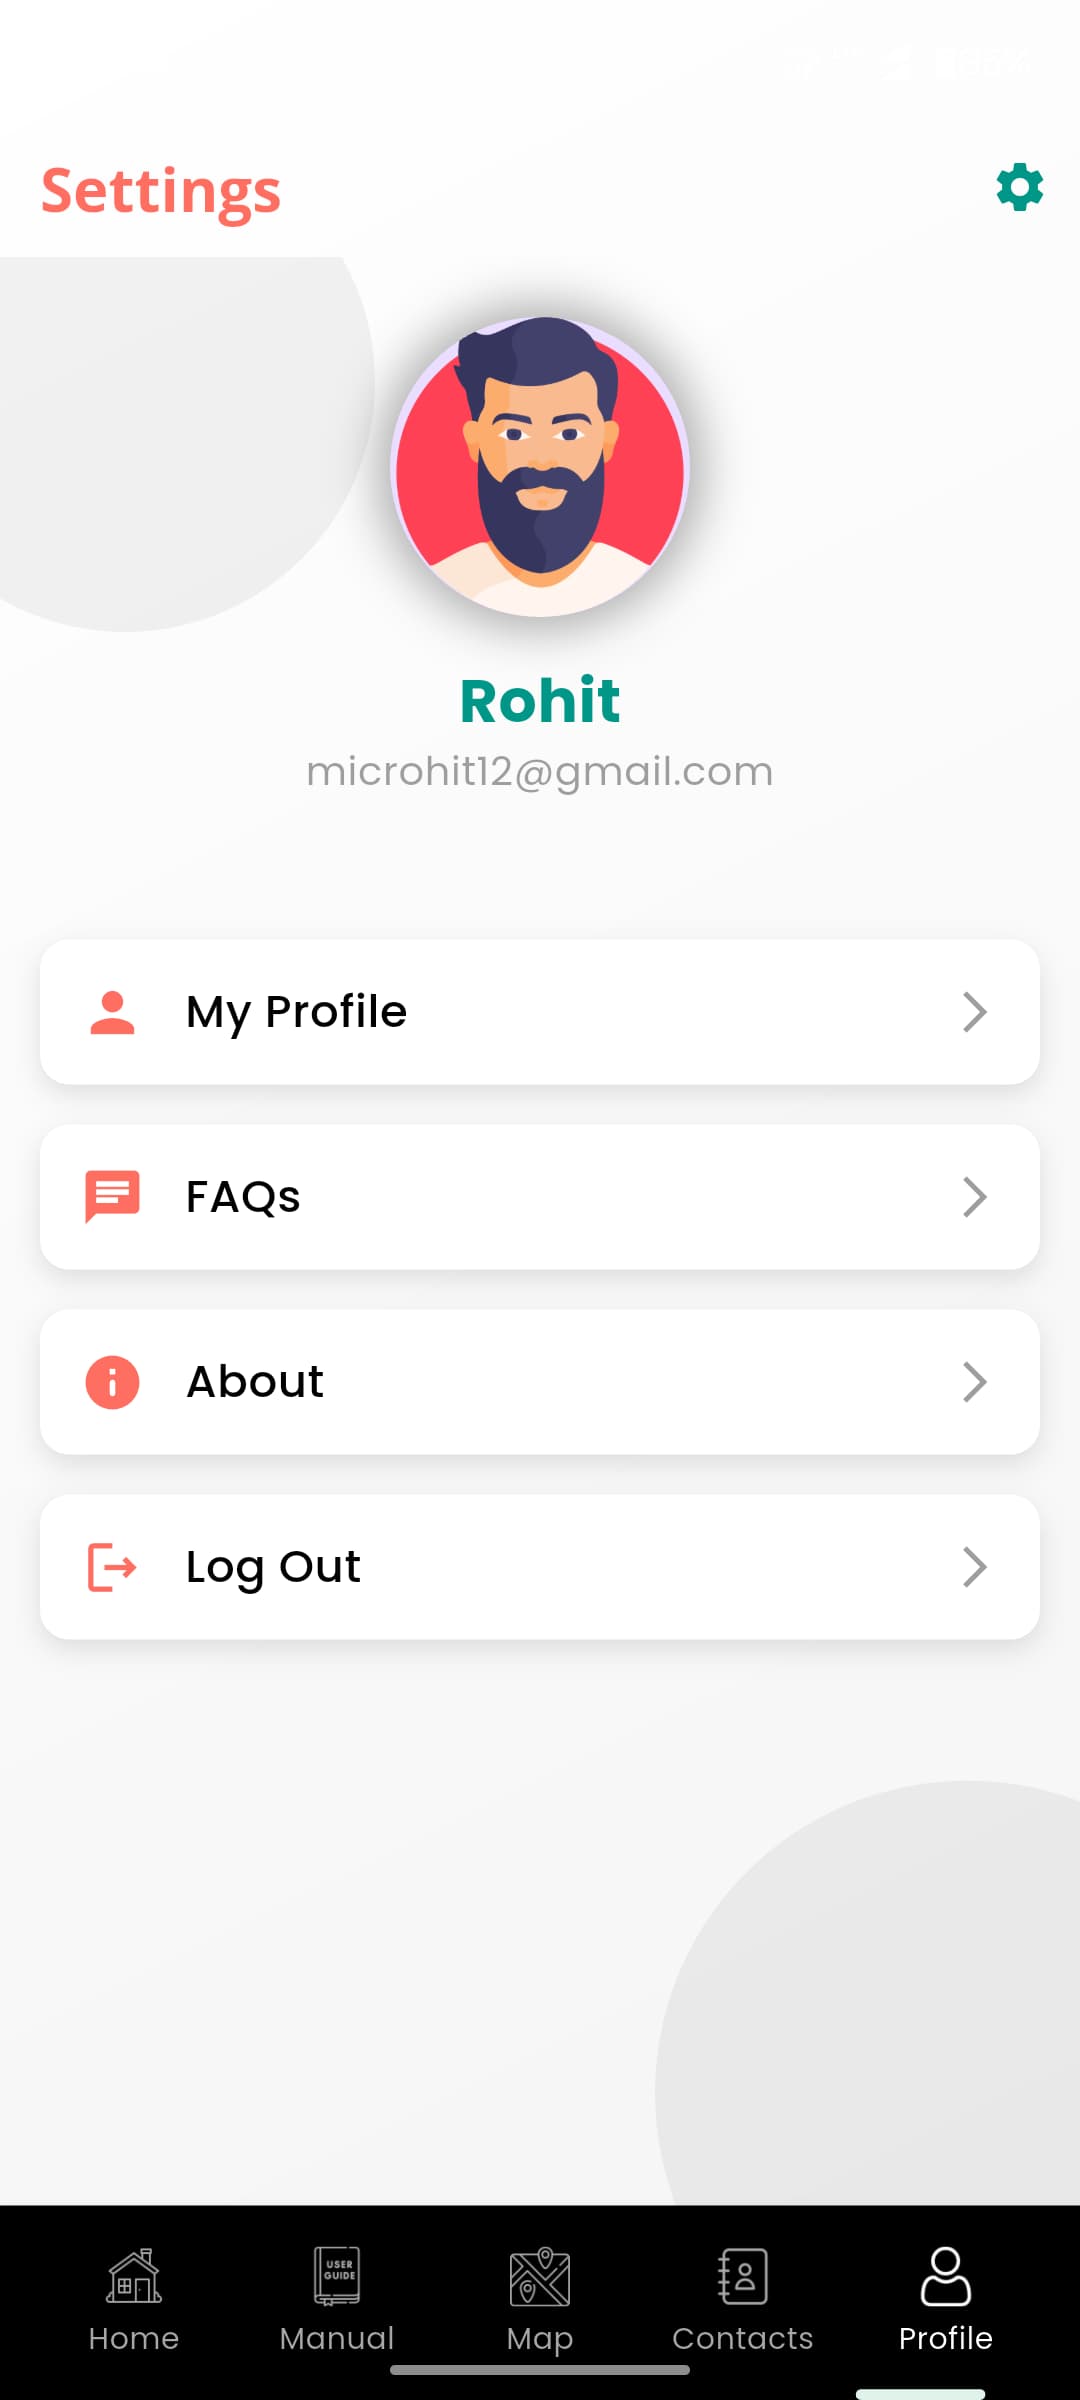 Settings
Rohit
microhit12@gmail.com
My Profile
FAQs
About
Log Out
USER
GUIDE
Home
Manual
Map
Contacts
Profile